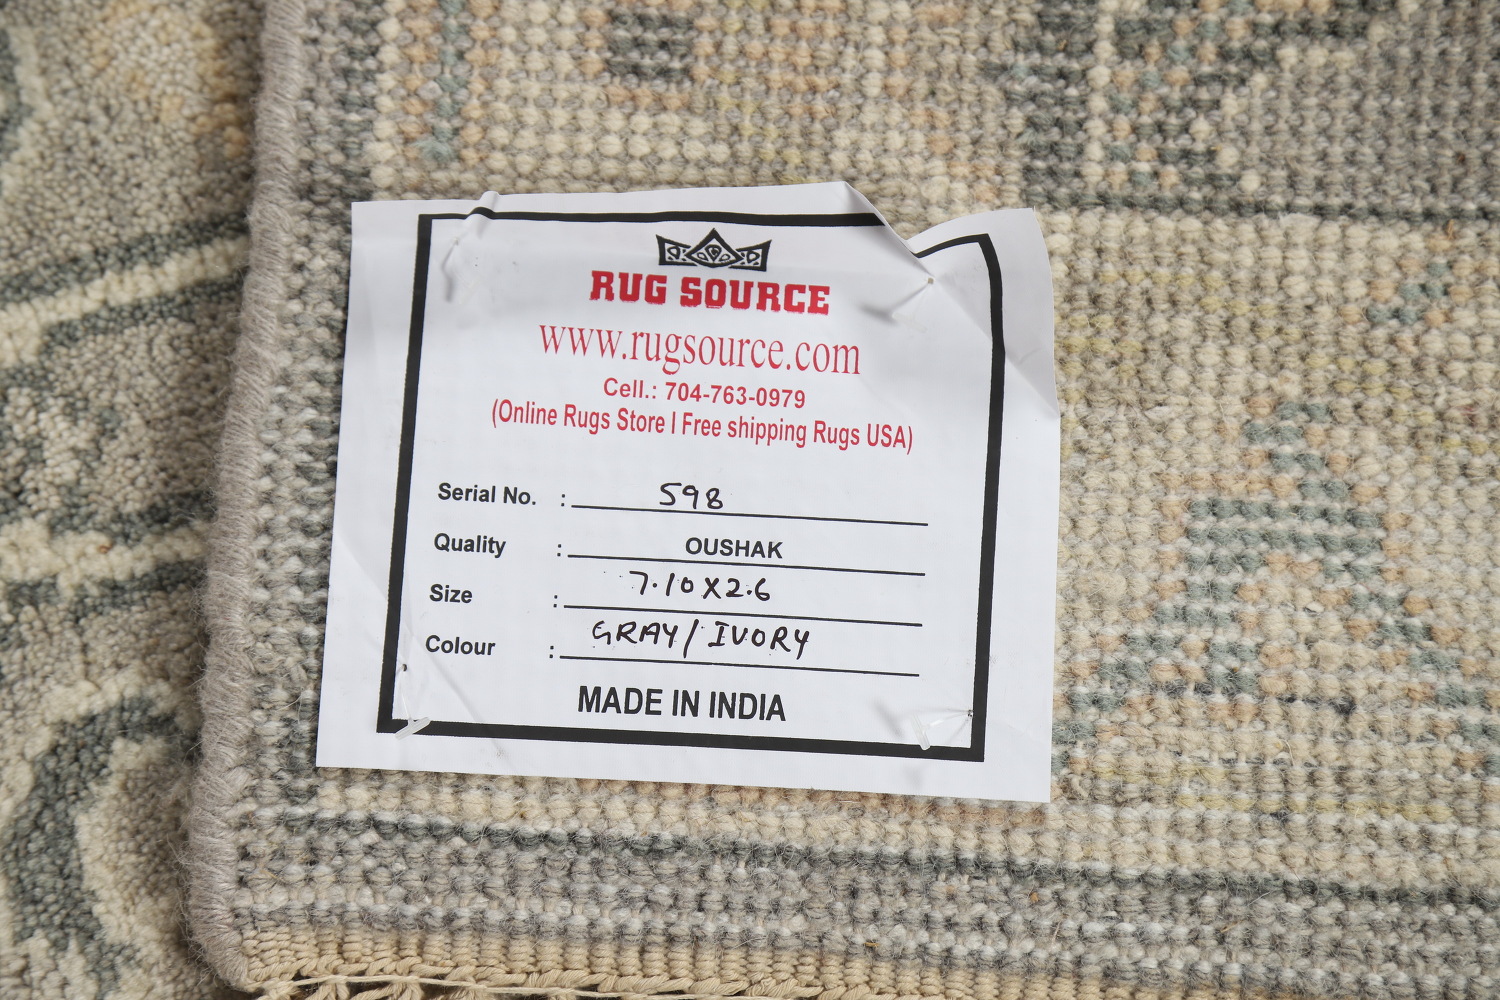 RUG SOURCE
www.rugsource.com
Cell.: 704-763-0979
(Online Rugs Store I Free shipping Rugs USA)
Serial No. : 598
Quality : OUSHAK
Size : 7.10X2.6
Colour : GRAY/IVORY
MADE IN INDIA